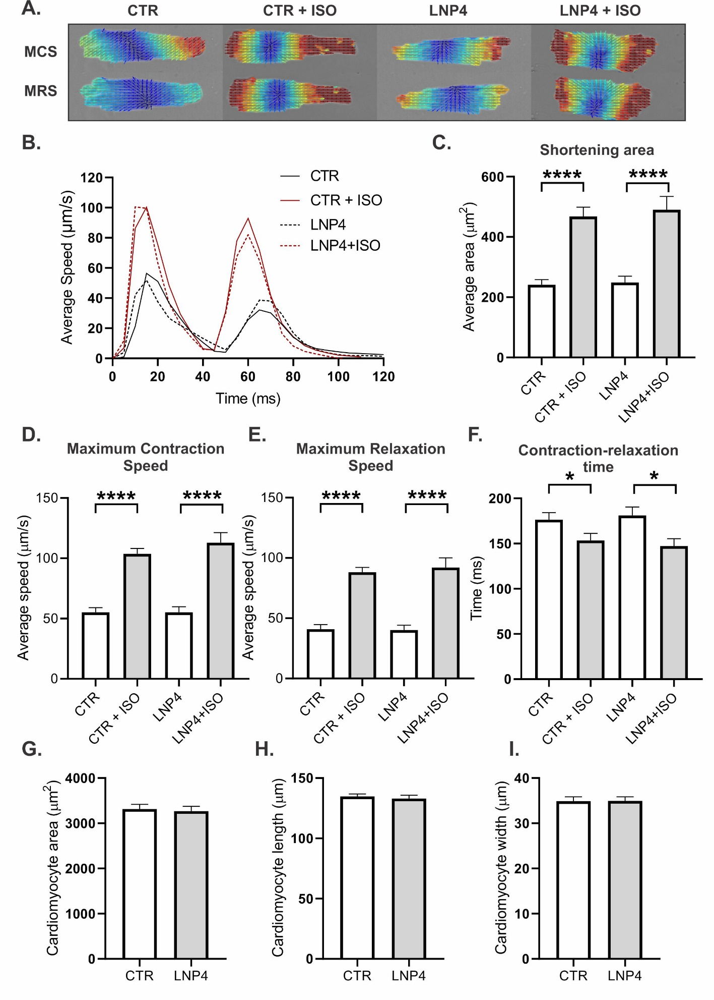 A.
CTR
CTR + ISO
LNP4
LNP4 + ISO
MCS
MRS
B.
120
100
80
60
40
20
0
Average Speed (µm/s)
0
20
40
60
80
100
120
Time (ms)
CTR
CTR + ISO
LNP4
LNP4+ISO
C.
Shortening area
****
****
600
400
200
0
Average area (µm²)
CTR
CTR + ISO
LNP4
LNP4+ISO
D.
Maximum Contraction
Speed
****
****
150
100
50
0
Average speed (µm/s)
CTR
CTR + ISO
LNP4
LNP4+ISO
E.
Maximum Relaxation
Speed
****
****
150
100
50
0
Average speed (µm/s)
CTR
CTR + ISO
LNP4
LNP4+ISO
F.
Contraction-relaxation
time
*
*
200
150
100
50
0
Time (ms)
CTR
CTR + ISO
LNP4
LNP4+ISO
G.
4000
3000
2000
1000
0
Cardiomyocyte area (µm²)
CTR
LNP4
H.
150
100
50
0
Cardiomyocyte length (µm)
CTR
LNP4
I.
40
30
20
10
0
Cardiomyocyte width (µm)
CTR
LNP4